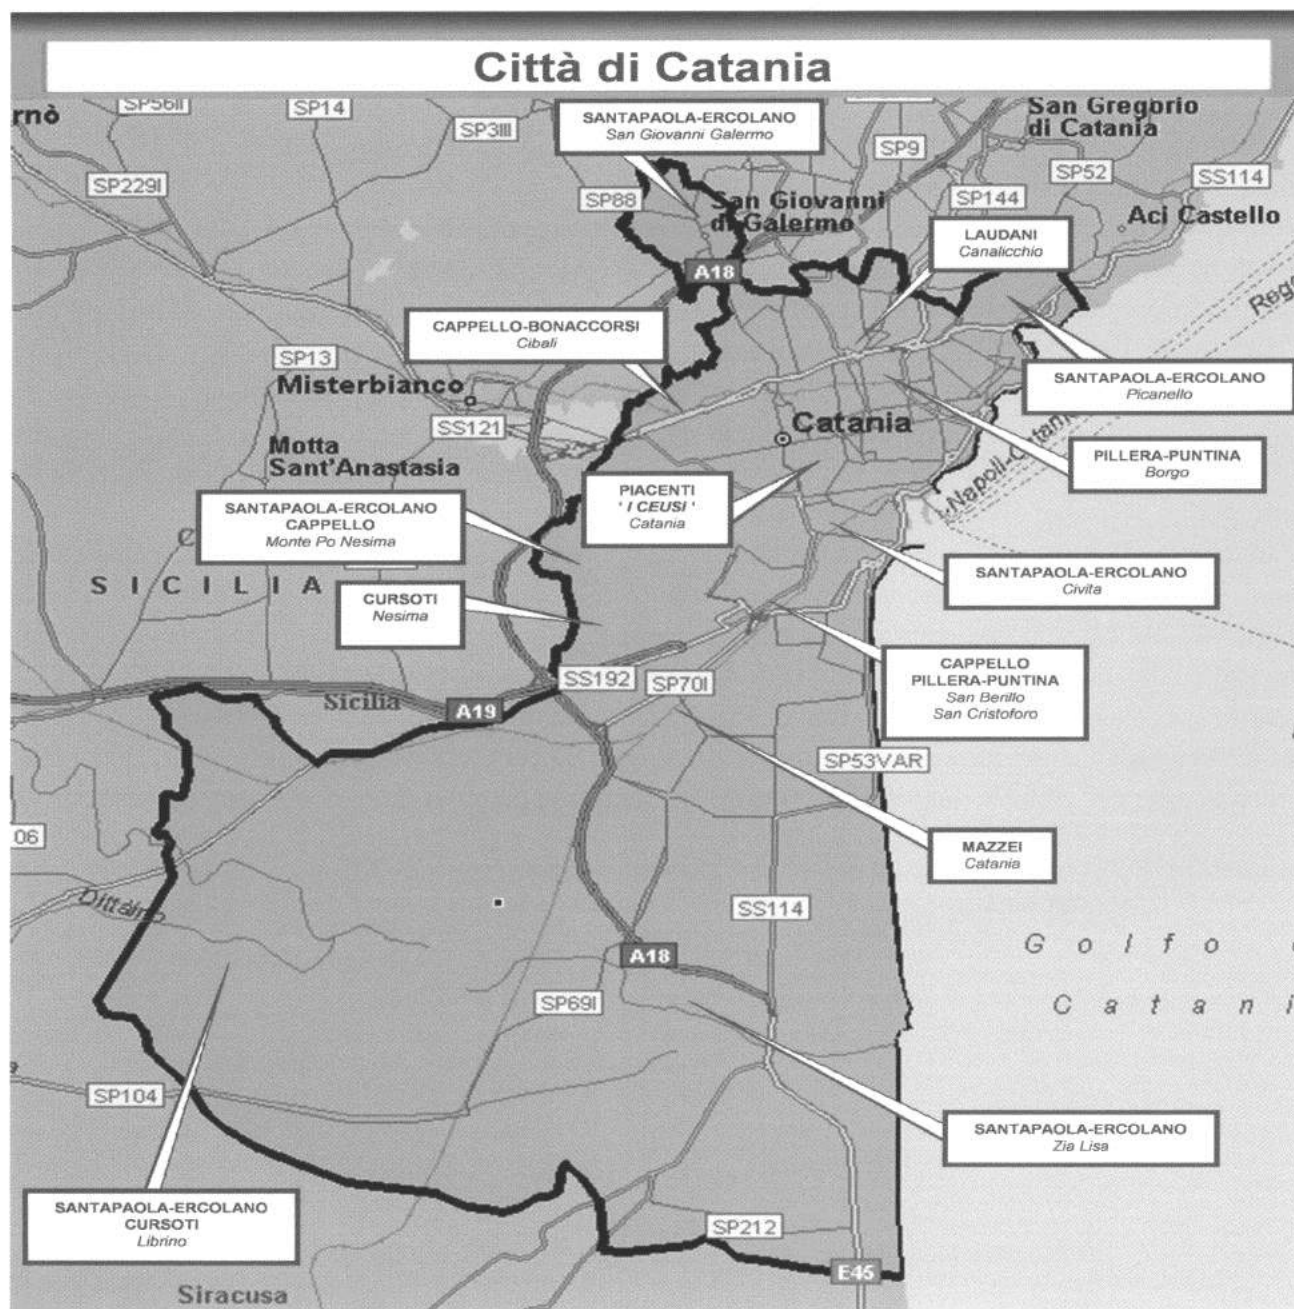 Città di Catania
rnò
SP56II
SP14
SP3III
SANTAPAOLA-ERCOLANO
San Giovanni Galermo
SP9
San Gregorio
di Catania
SP229I
SP88
San Giovanni
di Galermo
SP144
SP52
SS114
Aci Castello
LAUDANI
Canalicchio
A18
Regg
CAPPELLO-BONACCORSI
Cibali
SP13
Misterbianco
SS121
SANTAPAOLA-ERCOLANO
Picanello
Catania
Motta
Sant'Anastasia
PILLERA-PUNTINA
Borgo
Napoli-Catania
PIACENTI
' I CEUSI '
Catania
SANTAPAOLA-ERCOLANO
CAPPELLO
Monte Po Nesima
C
SICILIA
CURSOTI
Nesima
SANTAPAOLA-ERCOLANO
Civita
CAPPELLO
PILLERA-PUNTINA
San Berillo
San Cristoforo
SS192
SP70I
Sicilia
A19
SP53VAR
06
MAZZEI
Catania
Dittaino
SS114
A18
Golfo
Catani
SP69I
SP104
SANTAPAOLA-ERCOLANO
Zia Lisa
SANTAPAOLA-ERCOLANO
CURSOTI
Librino
SP212
E45
Siracusa